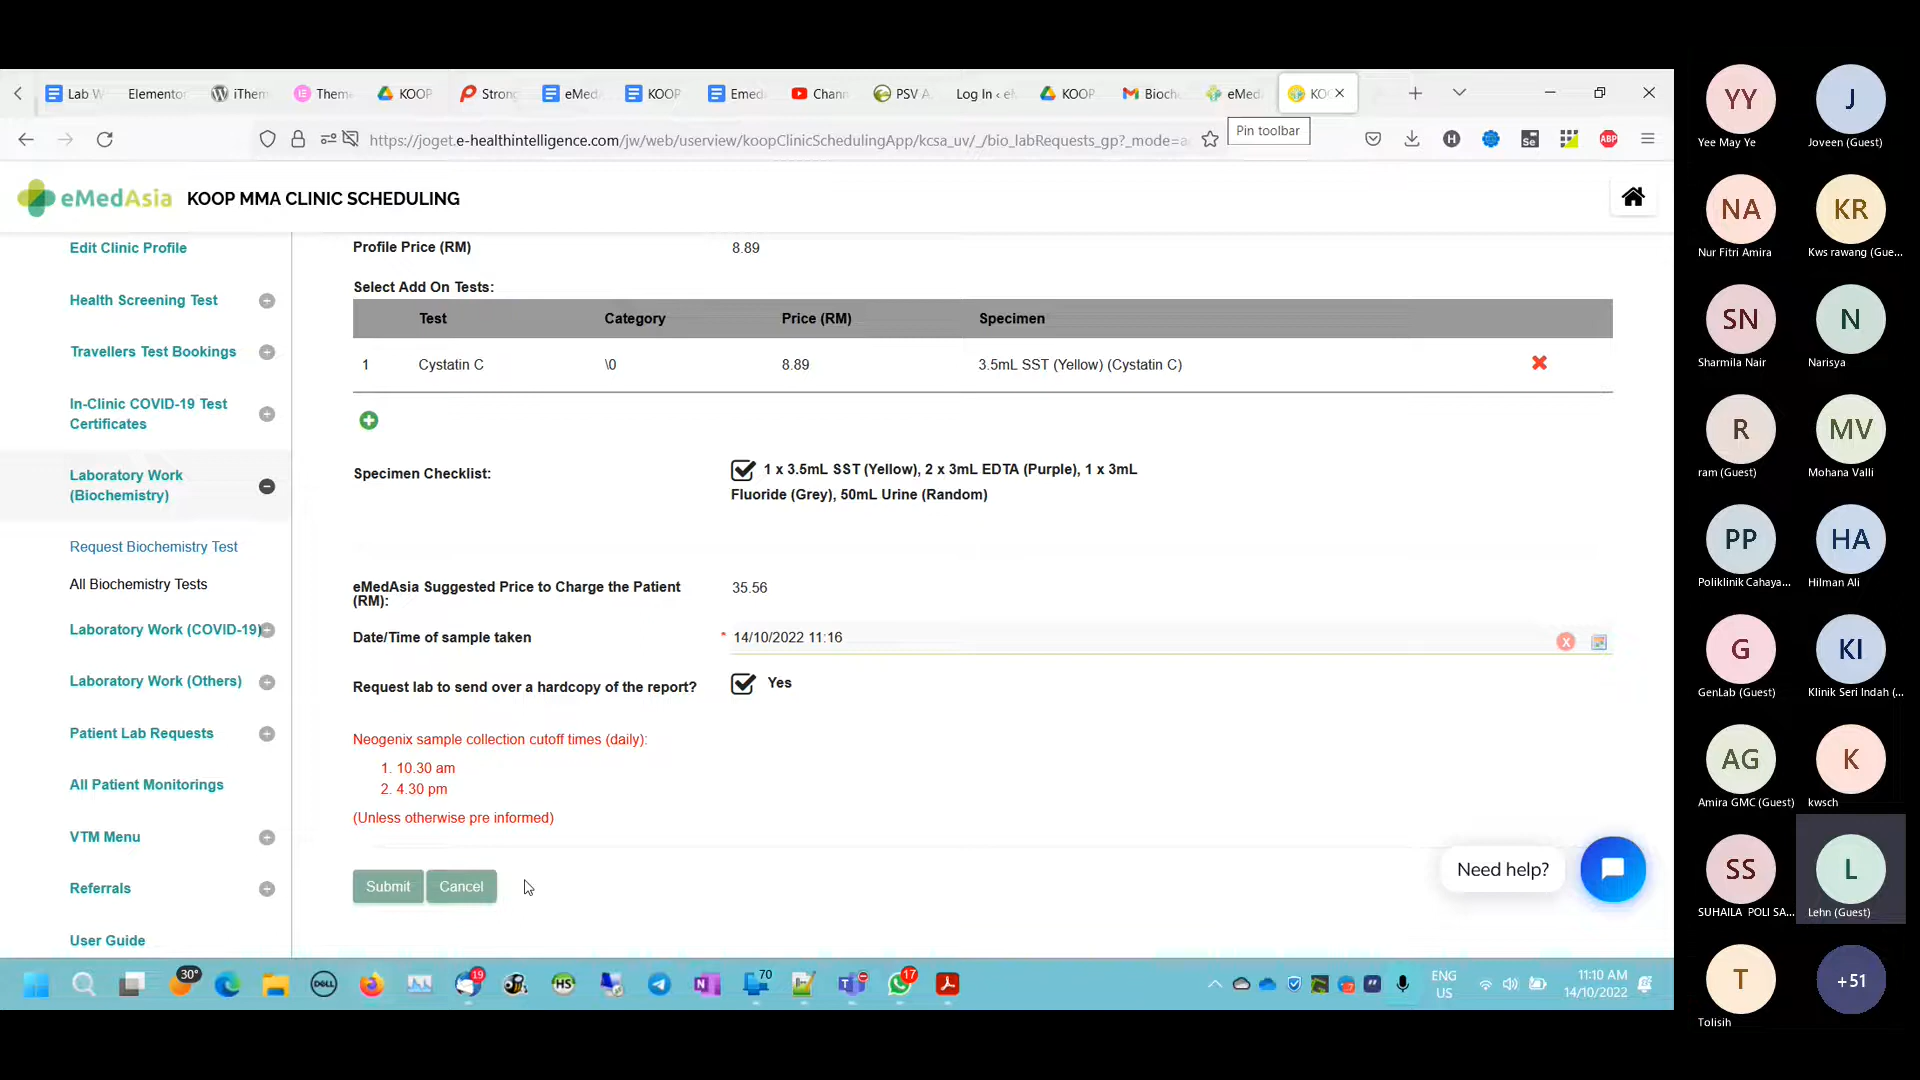 Lab W
Elementor
iThem
Theme
KOOP
Strong
eMed
KOOP
Emed
Chann
PSV A
Log In ‹ eM
KOOP
Bioch
eMed
KO
Pin toolbar
https://joget.e-healthintelligence.com/jw/web/userview/koopClinicSchedulingApp/kcsa_uv/_/bio_labRequests_gp?_mode=a
H
Se
ABP
eMedAsia KOOP MMA CLINIC SCHEDULING
Edit Clinic Profile
Health Screening Test
Travellers Test Bookings
In-Clinic COVID-19 Test
Certificates
Laboratory Work
(Biochemistry)
Request Biochemistry Test
All Biochemistry Tests
Laboratory Work (COVID-19)
Laboratory Work (Others)
Patient Lab Requests
All Patient Monitorings
VTM Menu
Referrals
User Guide
Profile Price (RM) 8.89
Select Add On Tests:
Test Category Price (RM) Specimen
1 Cystatin C \0 8.89 3.5mL SST (Yellow) (Cystatin C)
Specimen Checklist: 1 x 3.5mL SST (Yellow), 2 x 3mL EDTA (Purple), 1 x 3mL
Fluoride (Grey), 50mL Urine (Random)
eMedAsia Suggested Price to Charge the Patient
(RM): 35.56
Date/Time of sample taken * 14/10/2022 11:16
Request lab to send over a hardcopy of the report? Yes
Neogenix sample collection cutoff times (daily):
1. 10.30 am
2. 4.30 pm
(Unless otherwise pre informed)
Submit Cancel
Need help?
30°
DELL
19
HS
N
70
17
ENG
US
11:10 AM
14/10/2022
YY
Yee May Ye
J
Joveen (Guest)
NA
Nur Fitri Amira
KR
Kws rawang (Gue...
SN
Sharmila Nair
N
Narisya
R
ram (Guest)
MV
Mohana Valli
PP
Poliklinik Cahaya...
HA
Hilman Ali
G
GenLab (Guest)
KI
Klinik Seri Indah (...
AG
Amira GMC (Guest)
K
kwsch
SS
SUHAILA POLI SA...
L
Lehn (Guest)
T
Tolisih
+51